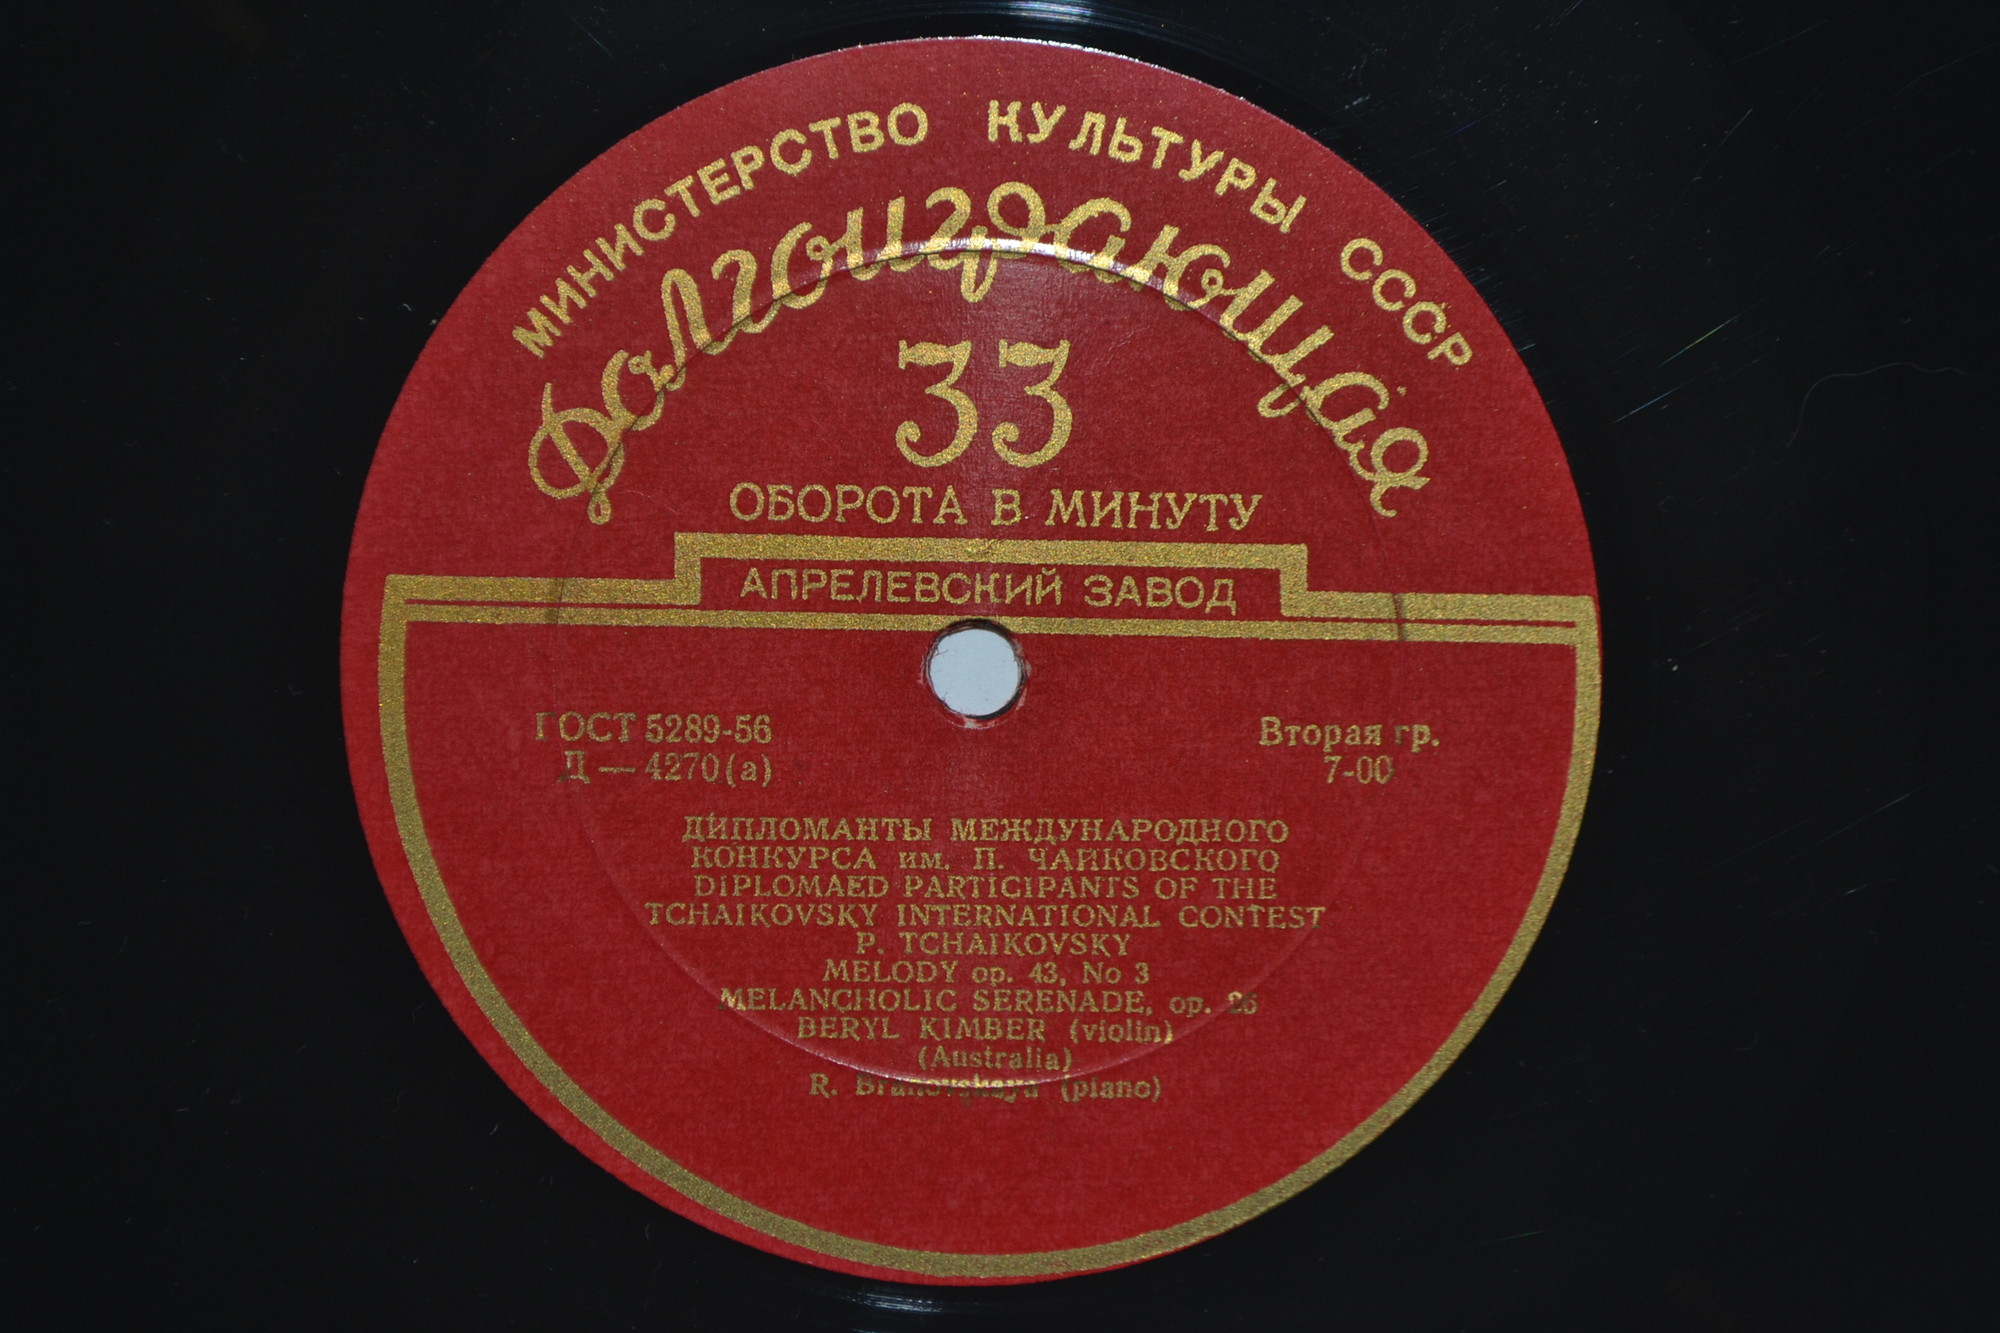 МИНИСТЕРСТВО КУЛЬТУРЫ СССР
Долгоиграющая
33
ОБОРОТА В МИНУТУ
АПРЕЛЕВСКИЙ ЗАВОД
ГОСТ 5289-56
Д — 4270(а)
Вторая гр.
7-00
ДИПЛОМАНТЫ МЕЖДУНАРОДНОГО
КОНКУРСА им. П. ЧАЙКОВСКОГО
DIPLOMAED PARTICIPANTS OF THE
TCHAIKOVSKY INTERNATIONAL CONTEST
P. TCHAIKOVSKY
MELODY op. 43, No 3
MELANCHOLIC SERENADE, op. 26
BERYL KIMBER (violin)
(Australia)
R. Branovskaya (piano)